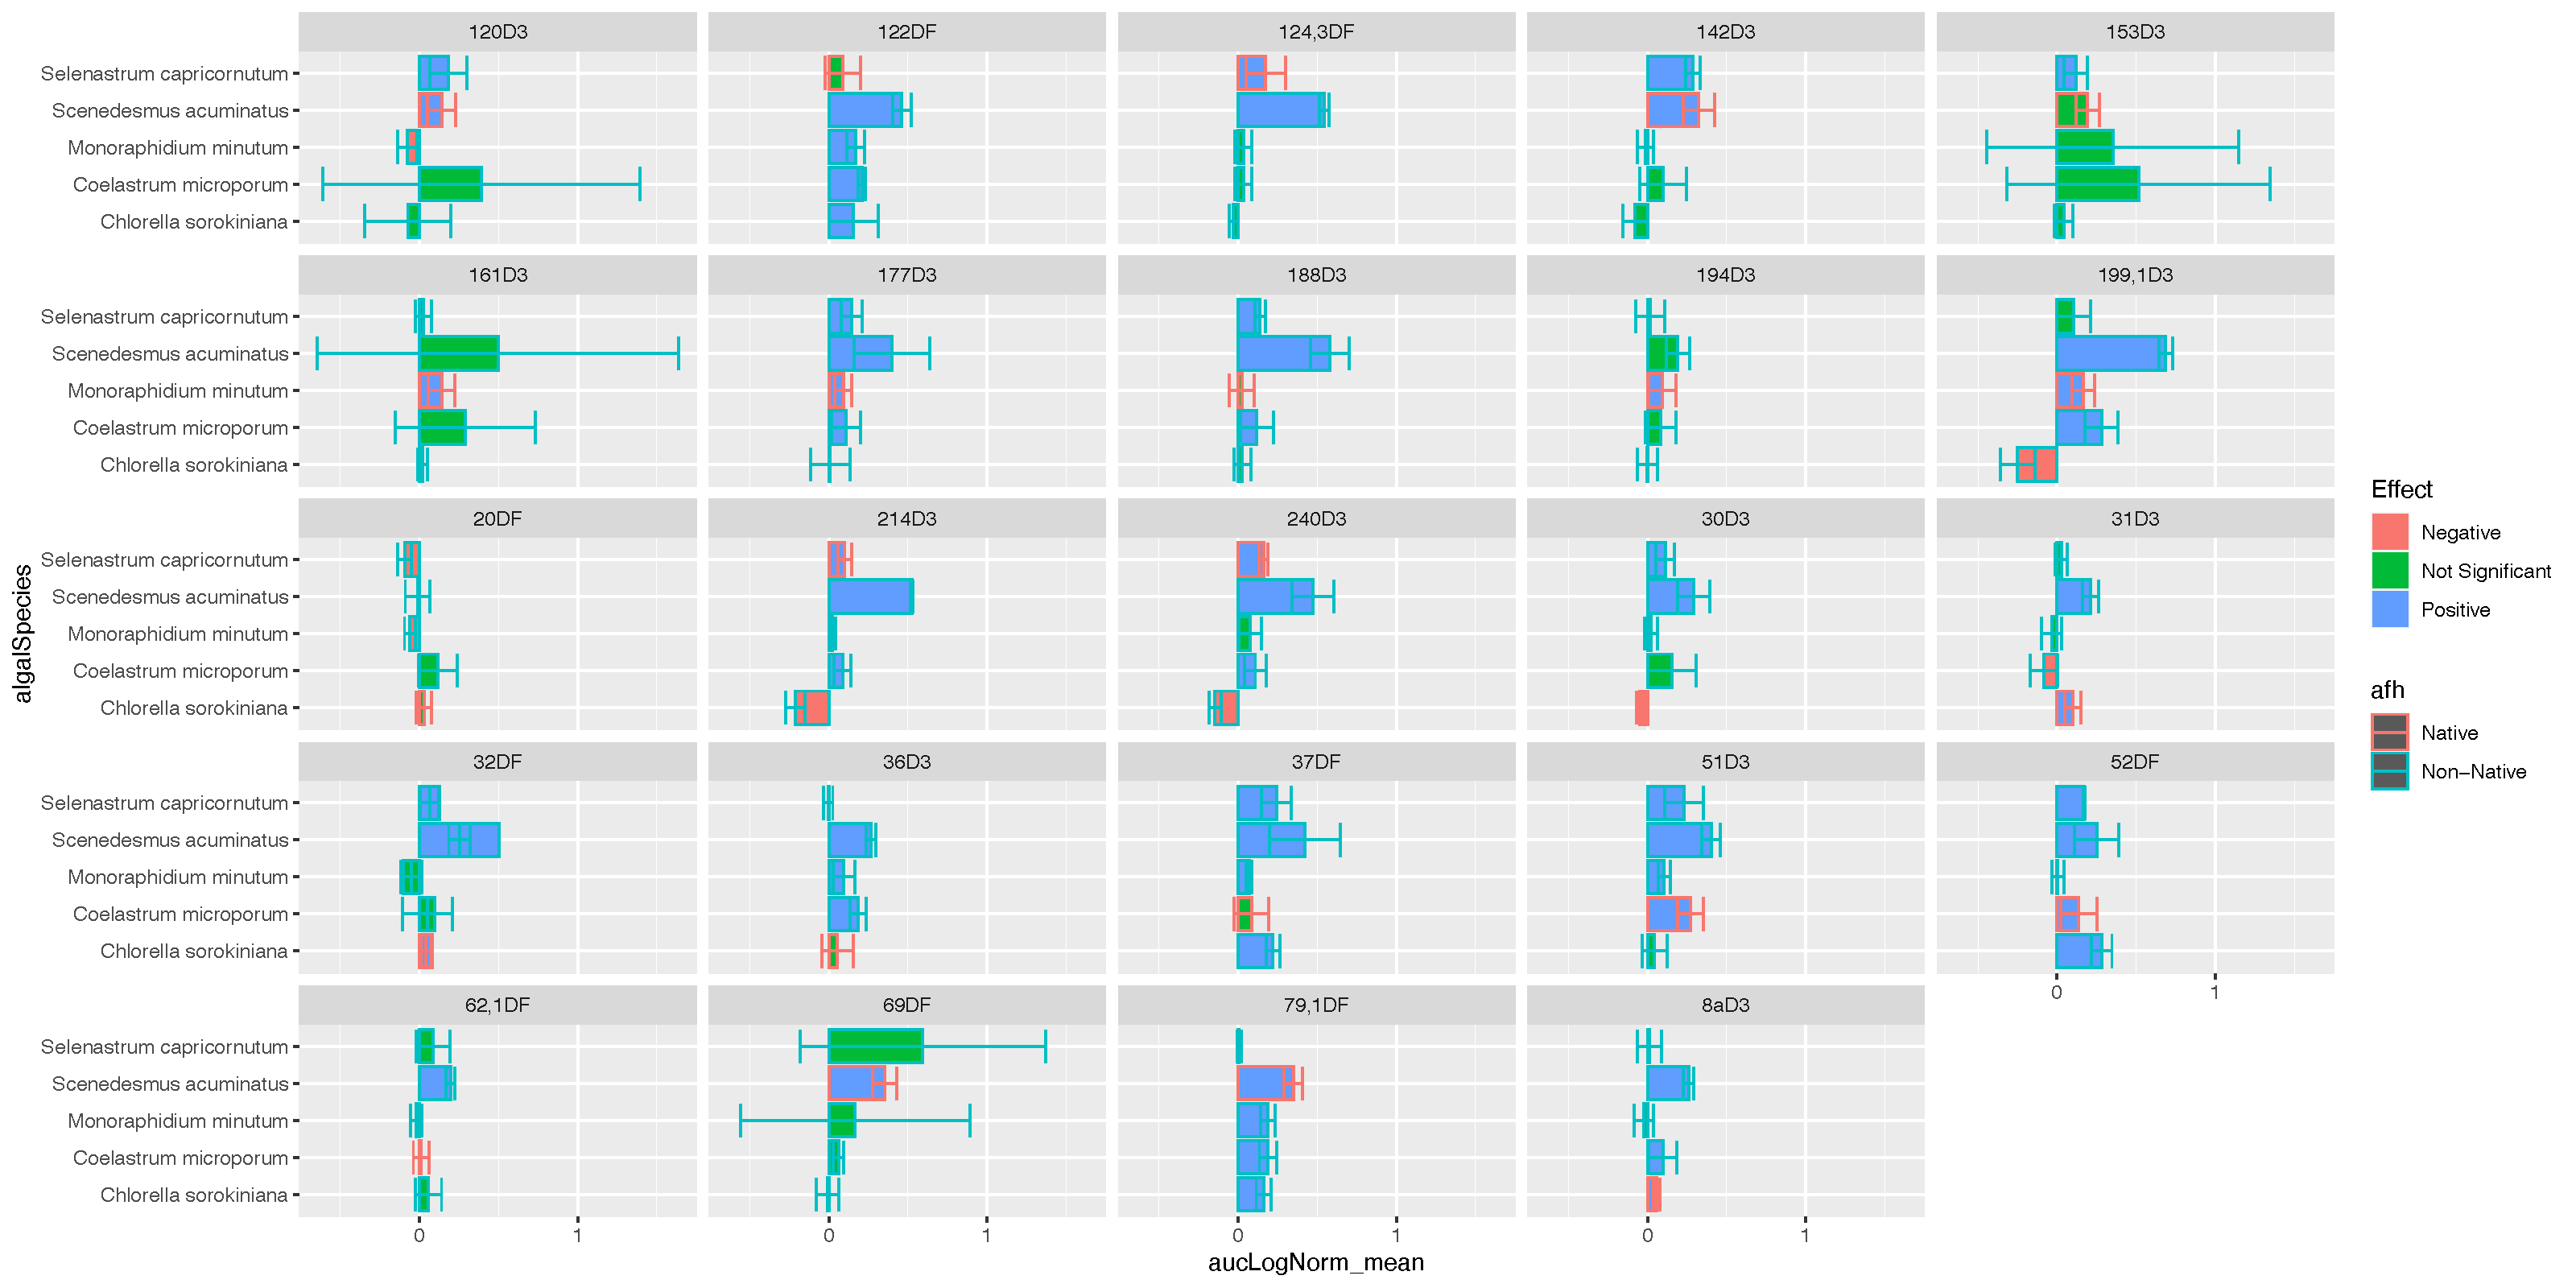 120D3 122DF 124,3DF 142D3 153D3
Selenastrum capricornutum
Scenedesmus acuminatus
Monoraphidium minutum
Coelastrum microporum
Chlorella sorokiniana
161D3 177D3 188D3 194D3 199,1D3
Selenastrum capricornutum
Scenedesmus acuminatus
Monoraphidium minutum
Coelastrum microporum
Chlorella sorokiniana
20DF 214D3 240D3 30D3 31D3
Selenastrum capricornutum
Scenedesmus acuminatus
Monoraphidium minutum
Coelastrum microporum
Chlorella sorokiniana
32DF 36D3 37DF 51D3 52DF
Selenastrum capricornutum
Scenedesmus acuminatus
Monoraphidium minutum
Coelastrum microporum
Chlorella sorokiniana
0 1
62,1DF 69DF 79,1DF 8aD3
Selenastrum capricornutum
Scenedesmus acuminatus
Monoraphidium minutum
Coelastrum microporum
Chlorella sorokiniana
0 1 0 1 0 1 0 1
aucLogNorm_mean
algalSpecies
Effect
Negative
Not Significant
Positive
afh
Native
Non−Native